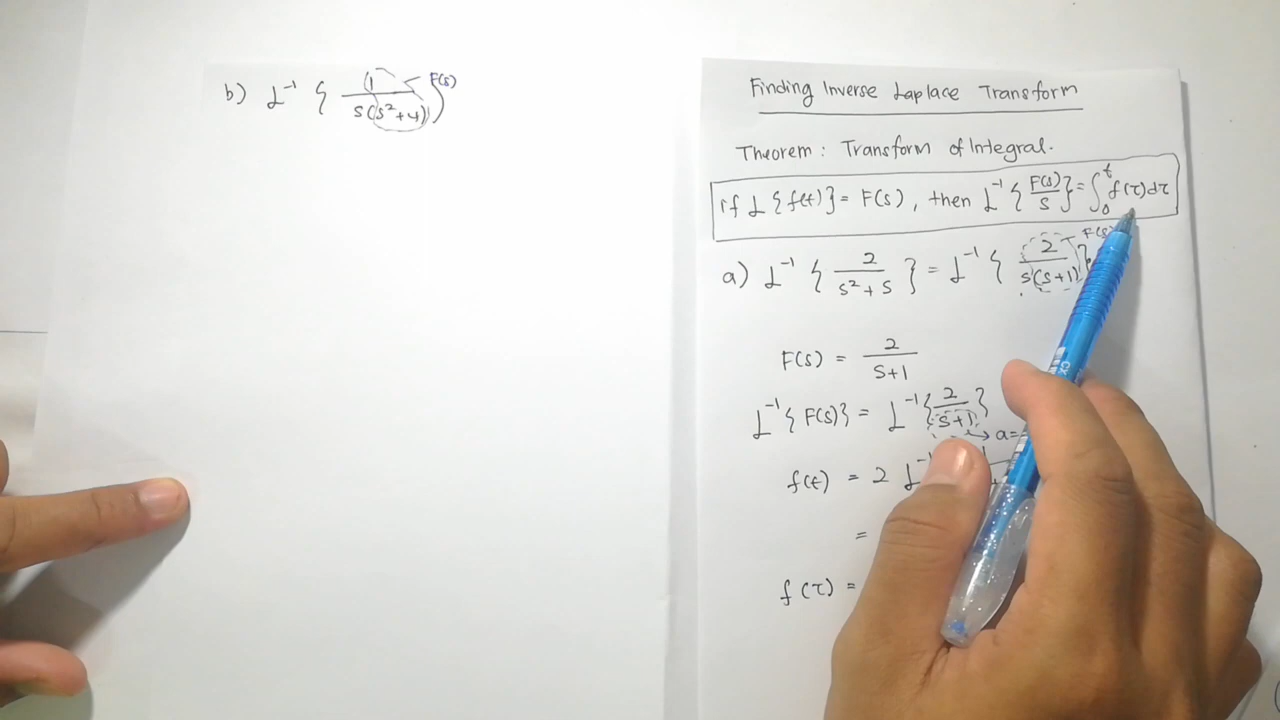 b) L⁻¹ { 1 / s(s²+4) } F(s)
Finding Inverse Laplace Transform
Theorem: Transform of Integral.
if L{f(t)} = F(s), then L⁻¹ { F(s)/s } = ∫₀ᵗ f(τ)dτ
a) L⁻¹ { 2 / s²+s } = L⁻¹ { 2 / s(s+1) } F(s)
F(s) = 2 / s+1
L⁻¹{F(s)} = L⁻¹{ 2 / s+1 }
→ a=
f(t) = 2 L⁻¹
=
f(τ) =